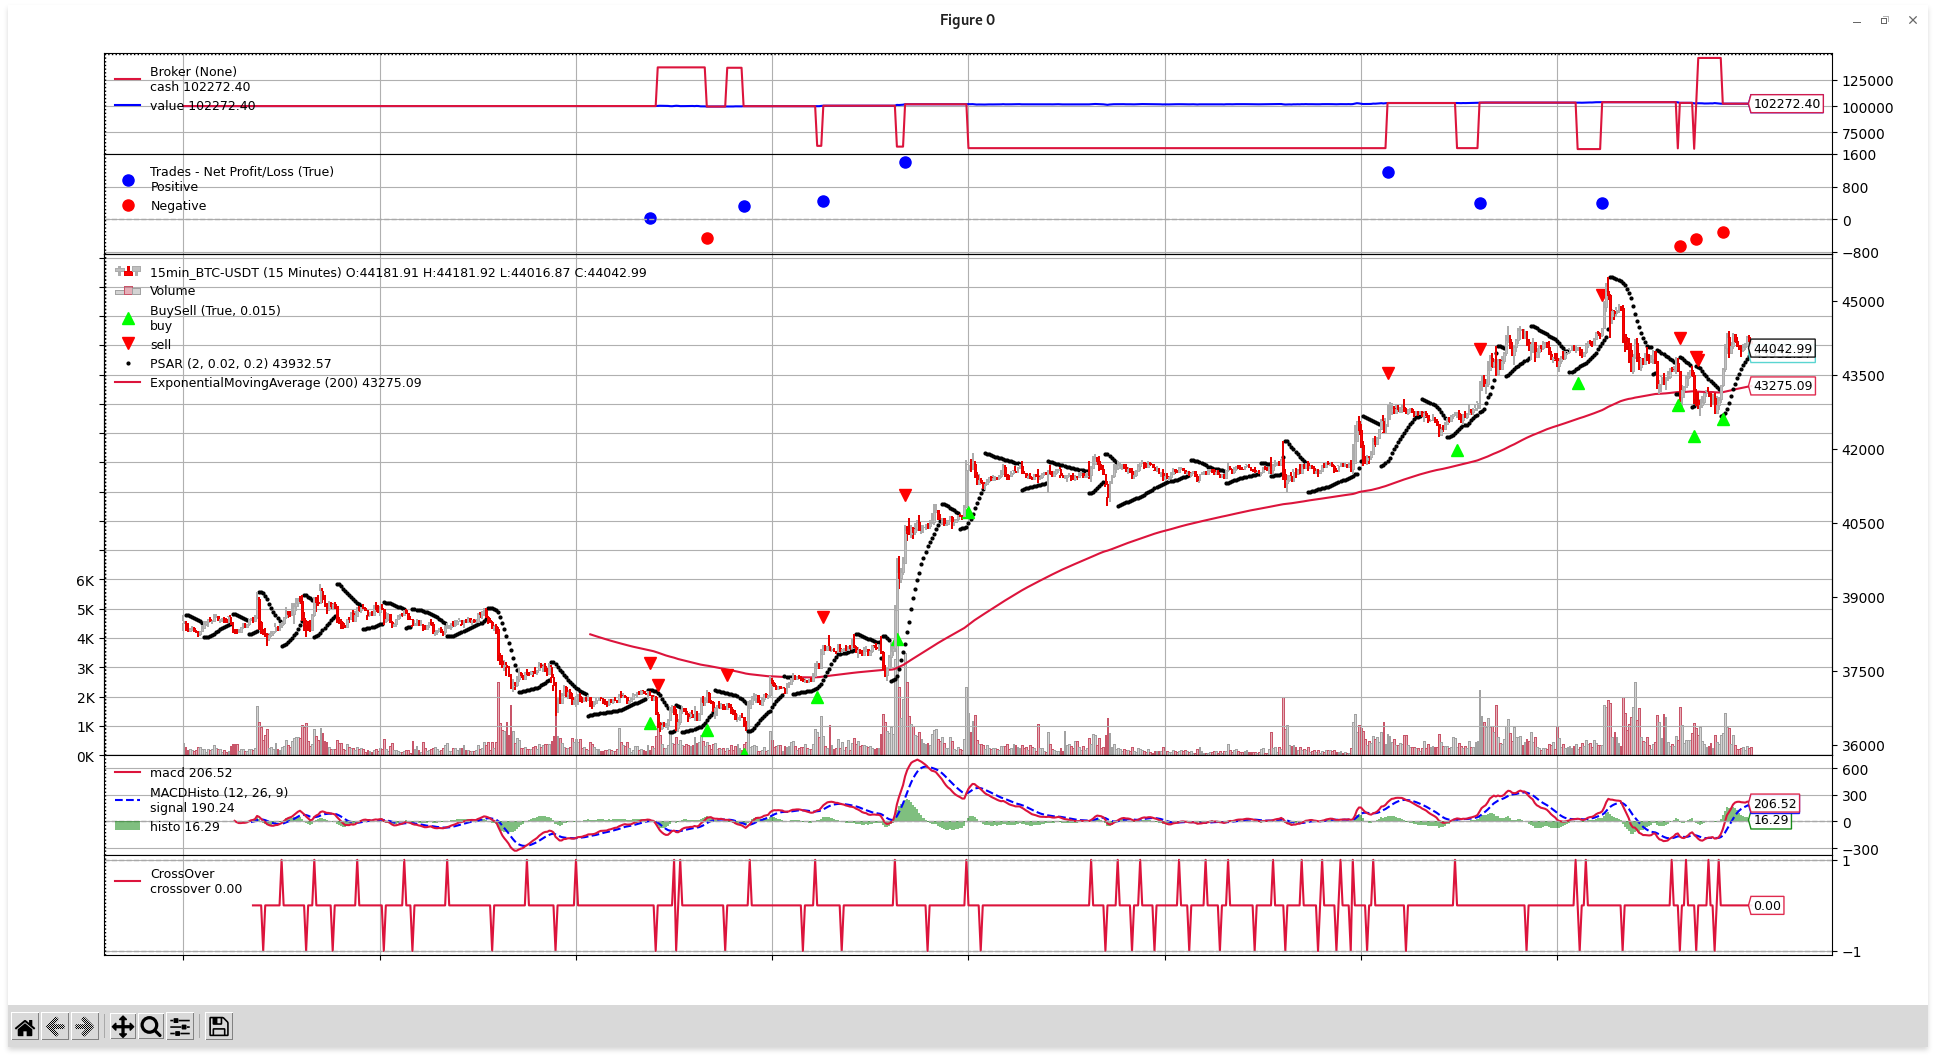 Figure 0
Broker (None)
cash 102272.40
value 102272.40
125000
102272.40
100000
75000
Trades - Net Profit/Loss (True)
Positive
Negative
1600
800
0
−800
15min_BTC-USDT (15 Minutes) O:44181.91 H:44181.92 L:44016.87 C:44042.99
Volume
BuySell (True, 0.015)
buy
sell
PSAR (2, 0.02, 0.2) 43932.57
ExponentialMovingAverage (200) 43275.09
45000
44042.99
43500
43275.09
42000
40500
39000
37500
36000
6K
5K
4K
3K
2K
1K
0K
macd 206.52
MACDHisto (12, 26, 9)
signal 190.24
histo 16.29
600
300
206.52
16.29
0
−300
CrossOver
crossover 0.00
1
0.00
−1